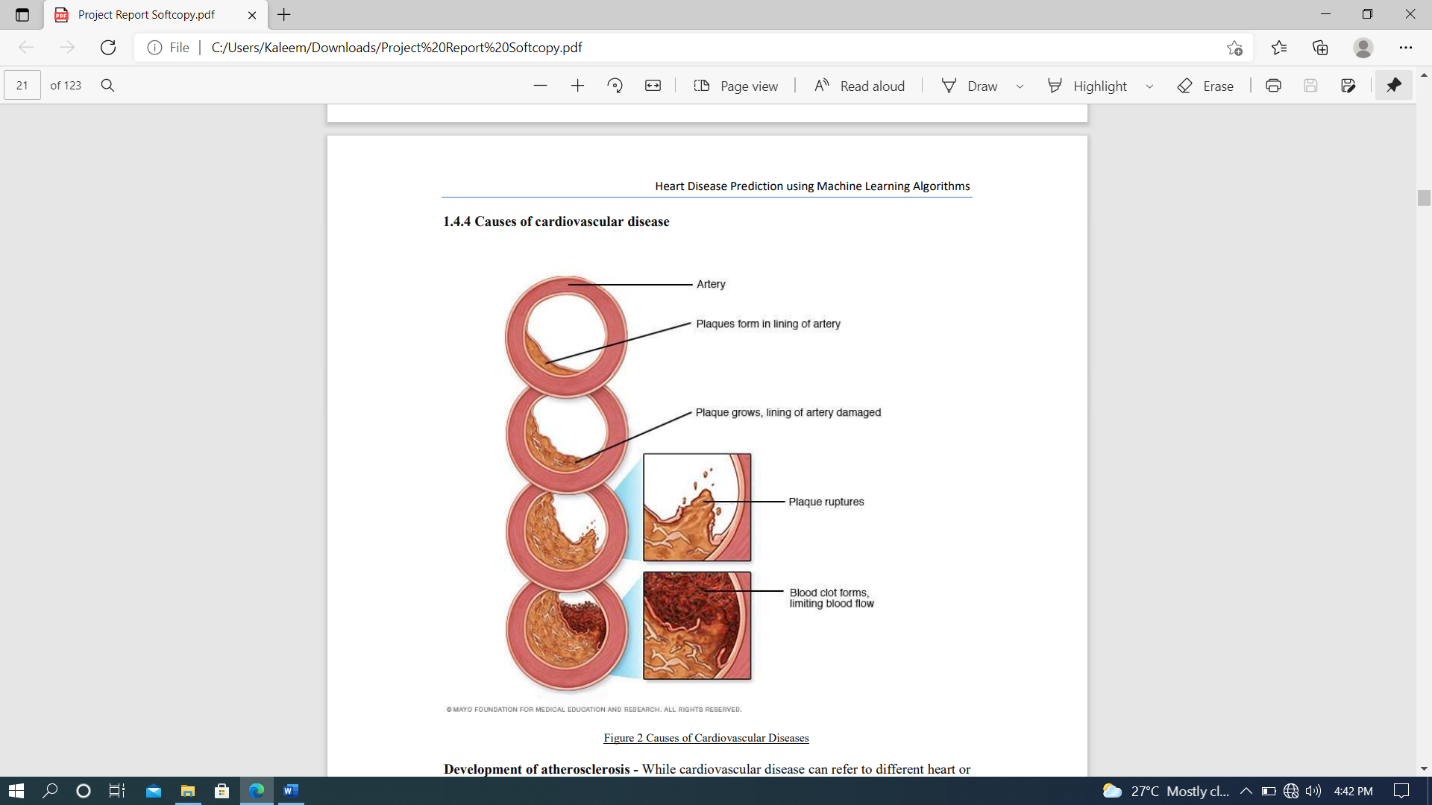 Project Report Softcopy.pdf
File
C:/Users/Kaleem/Downloads/Project%20Report%20Softcopy.pdf
21 of 123
Page view
Read aloud
Draw
Highlight
Erase
Heart Disease Prediction using Machine Learning Algorithms
1.4.4 Causes of cardiovascular disease
Artery
Plaques form in lining of artery
Plaque grows, lining of artery damaged
Plaque ruptures
Blood clot forms,
limiting blood flow
© MAYO FOUNDATION FOR MEDICAL EDUCATION AND RESEARCH. ALL RIGHTS RESERVED.
Figure 2 Causes of Cardiovascular Diseases
Development of atherosclerosis - While cardiovascular disease can refer to different heart or
27°C Mostly cl... 4:42 PM